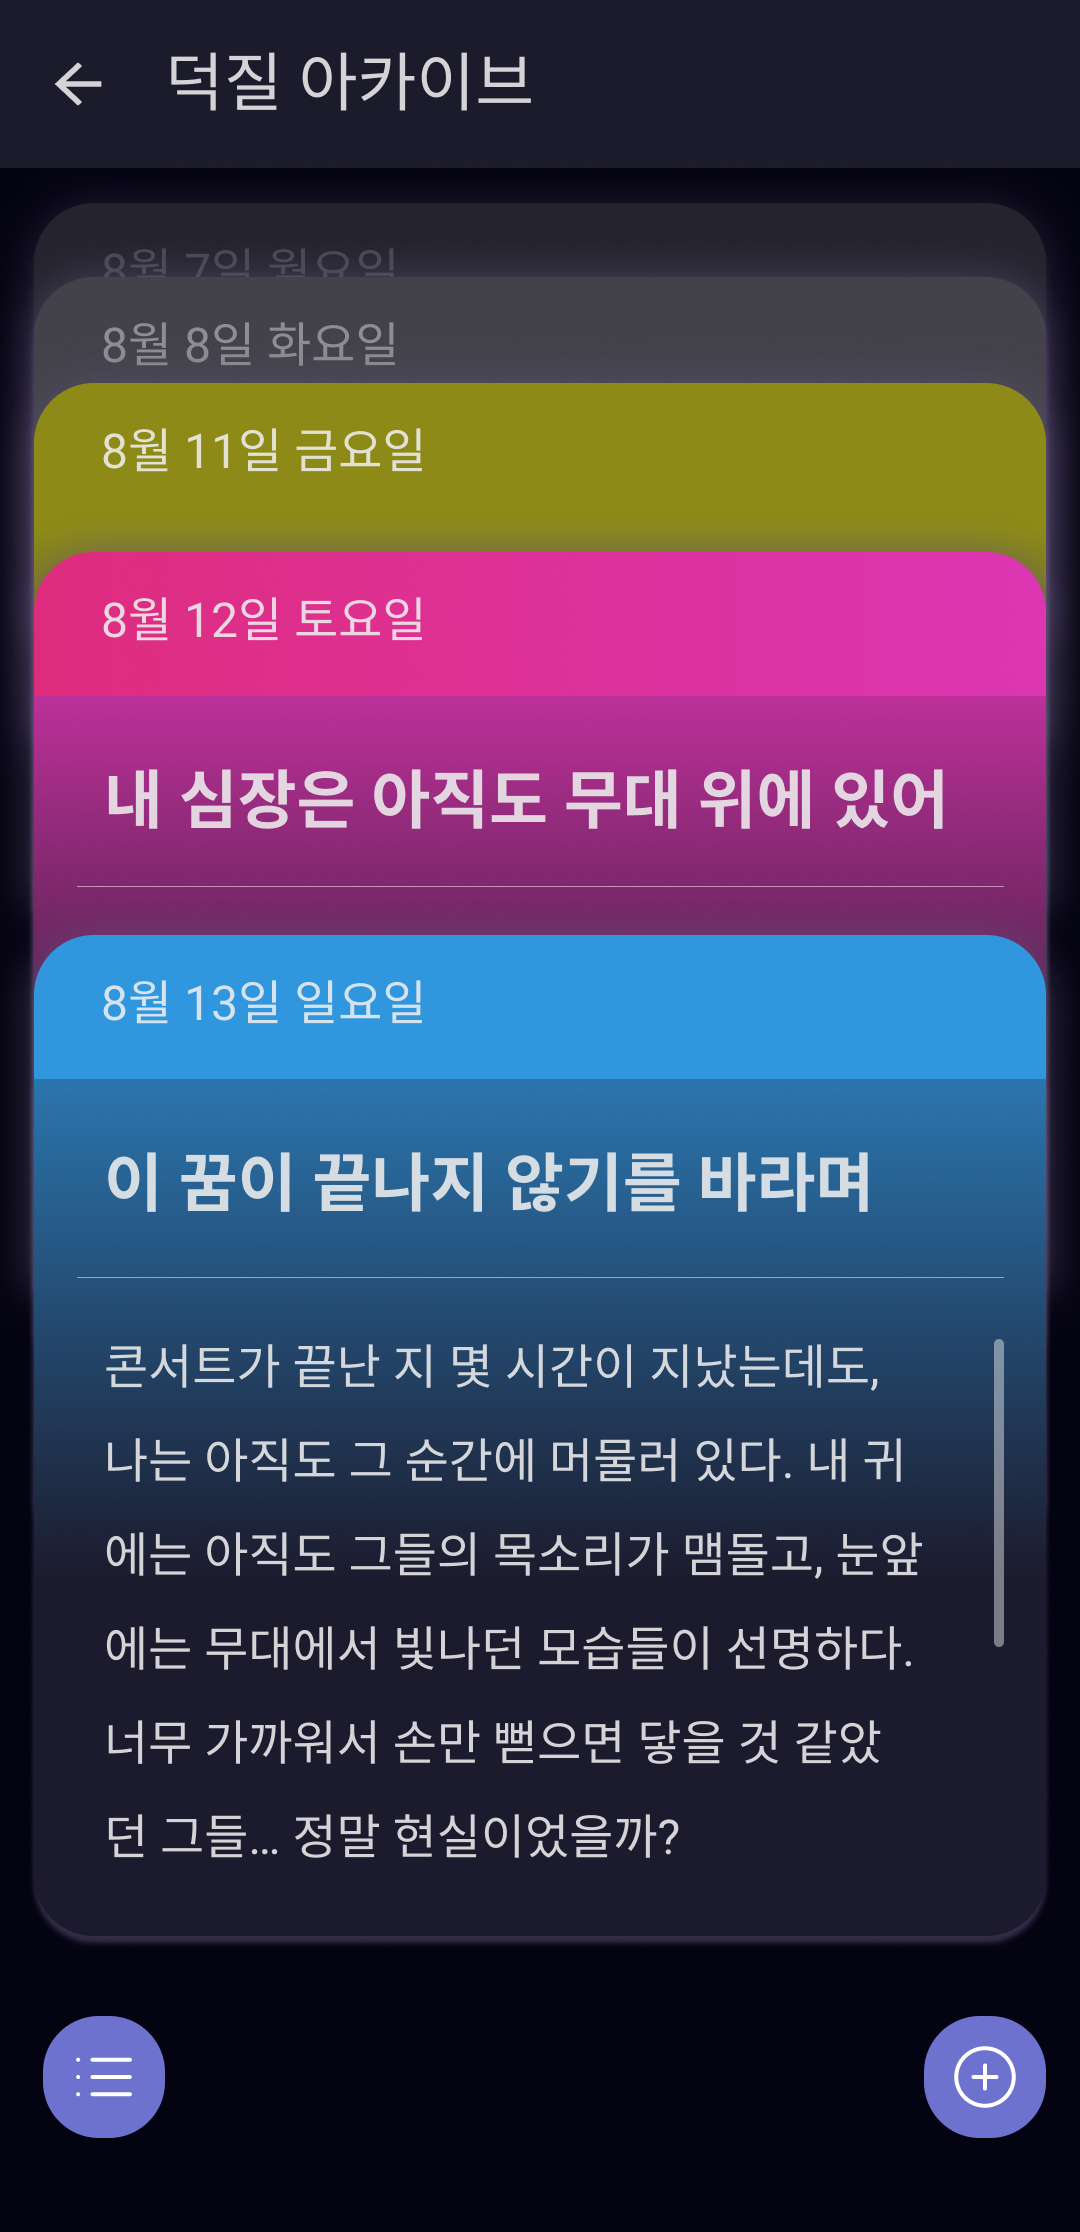 덕질 아카이브
8월 7일 월요일
8월 8일 화요일
8월 11일 금요일
8월 12일 토요일
내 심장은 아직도 무대 위에 있어
8월 13일 일요일
이 꿈이 끝나지 않기를 바라며
콘서트가 끝난 지 몇 시간이 지났는데도,
나는 아직도 그 순간에 머물러 있다. 내 귀
에는 아직도 그들의 목소리가 맴돌고, 눈앞
에는 무대에서 빛나던 모습들이 선명하다.
너무 가까워서 손만 뻗으면 닿을 것 같았
던 그들... 정말 현실이었을까?